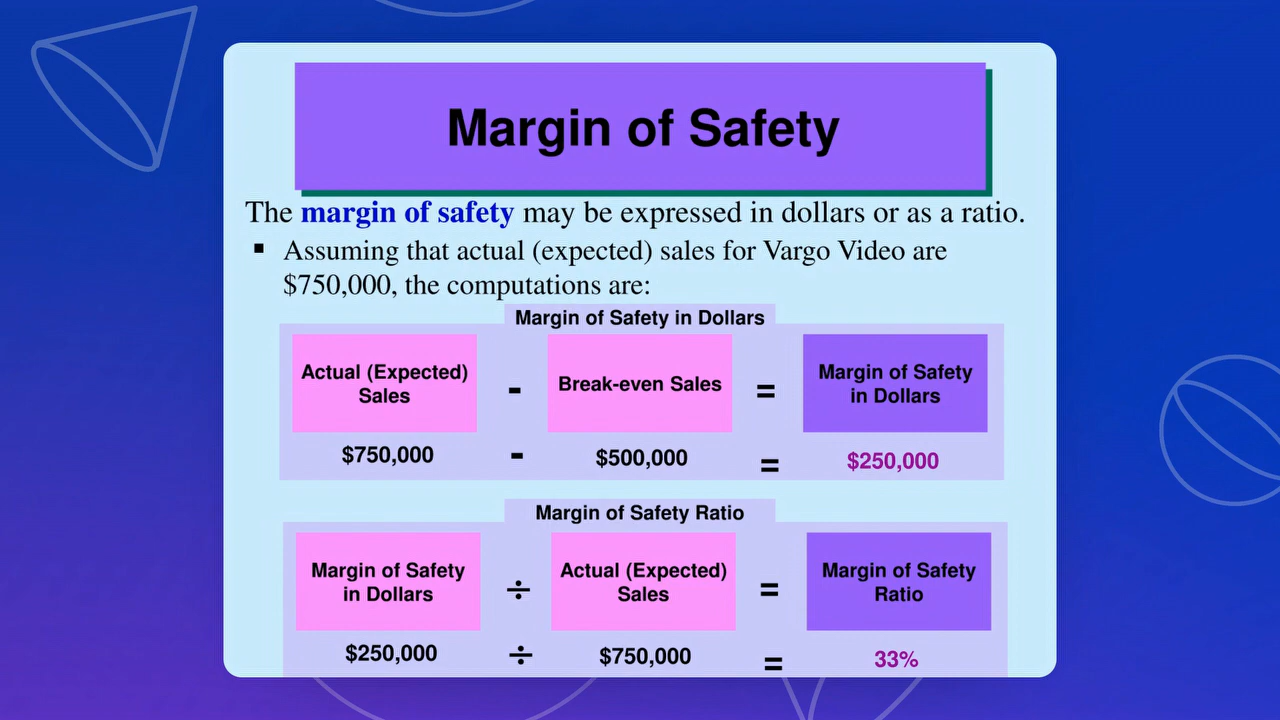 Margin of Safety
The margin of safety may be expressed in dollars or as a ratio.
▪ Assuming that actual (expected) sales for Vargo Video are
$750,000, the computations are:
Margin of Safety in Dollars
Actual (Expected)
Sales
-
Break-even Sales
=
Margin of Safety
in Dollars
$750,000 - $500,000 = $250,000
Margin of Safety Ratio
Margin of Safety
in Dollars
÷
Actual (Expected)
Sales
=
Margin of Safety
Ratio
$250,000 ÷ $750,000 = 33%